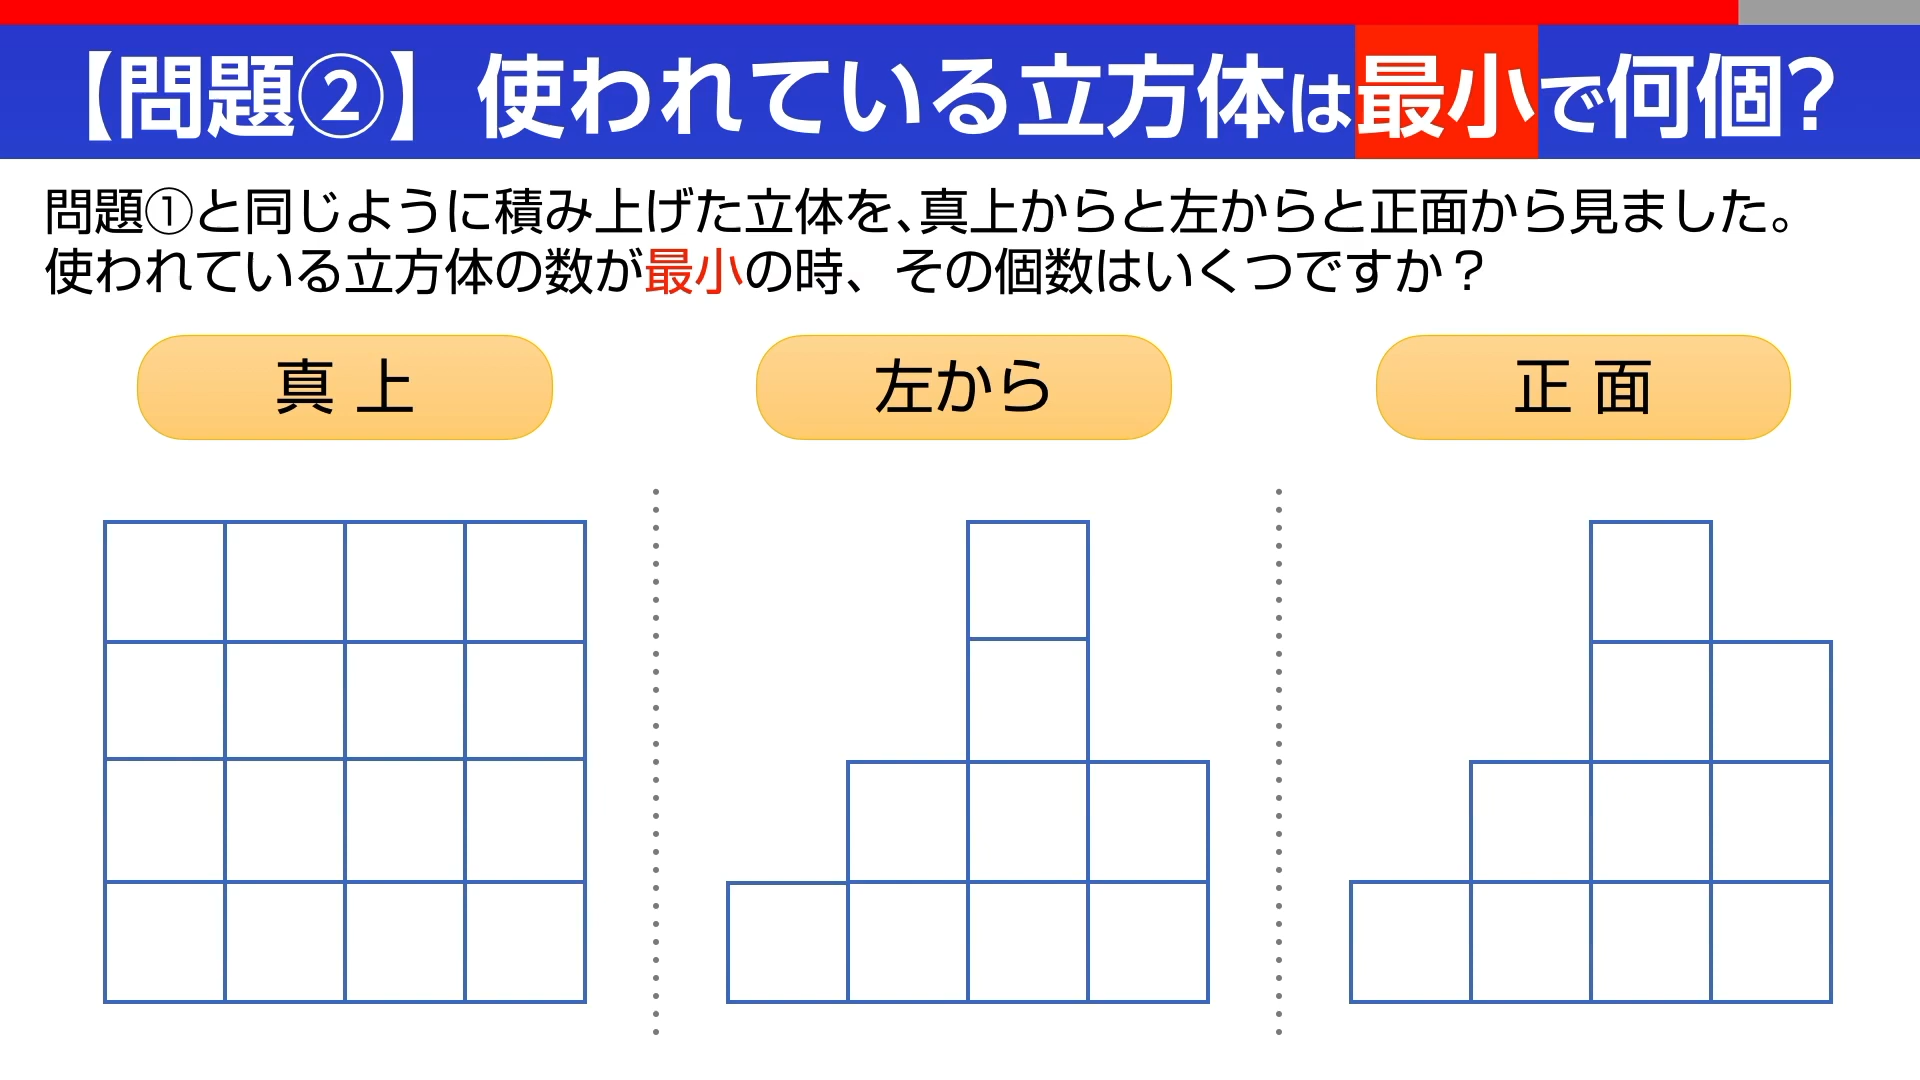 【問題②】 使われている立方体は最小で何個?
問題①と同じように積み上げた立体を、真上からと左からと正面から見ました。
使われている立方体の数が最小の時、その個数はいくつですか？
真 上
左から
正 面